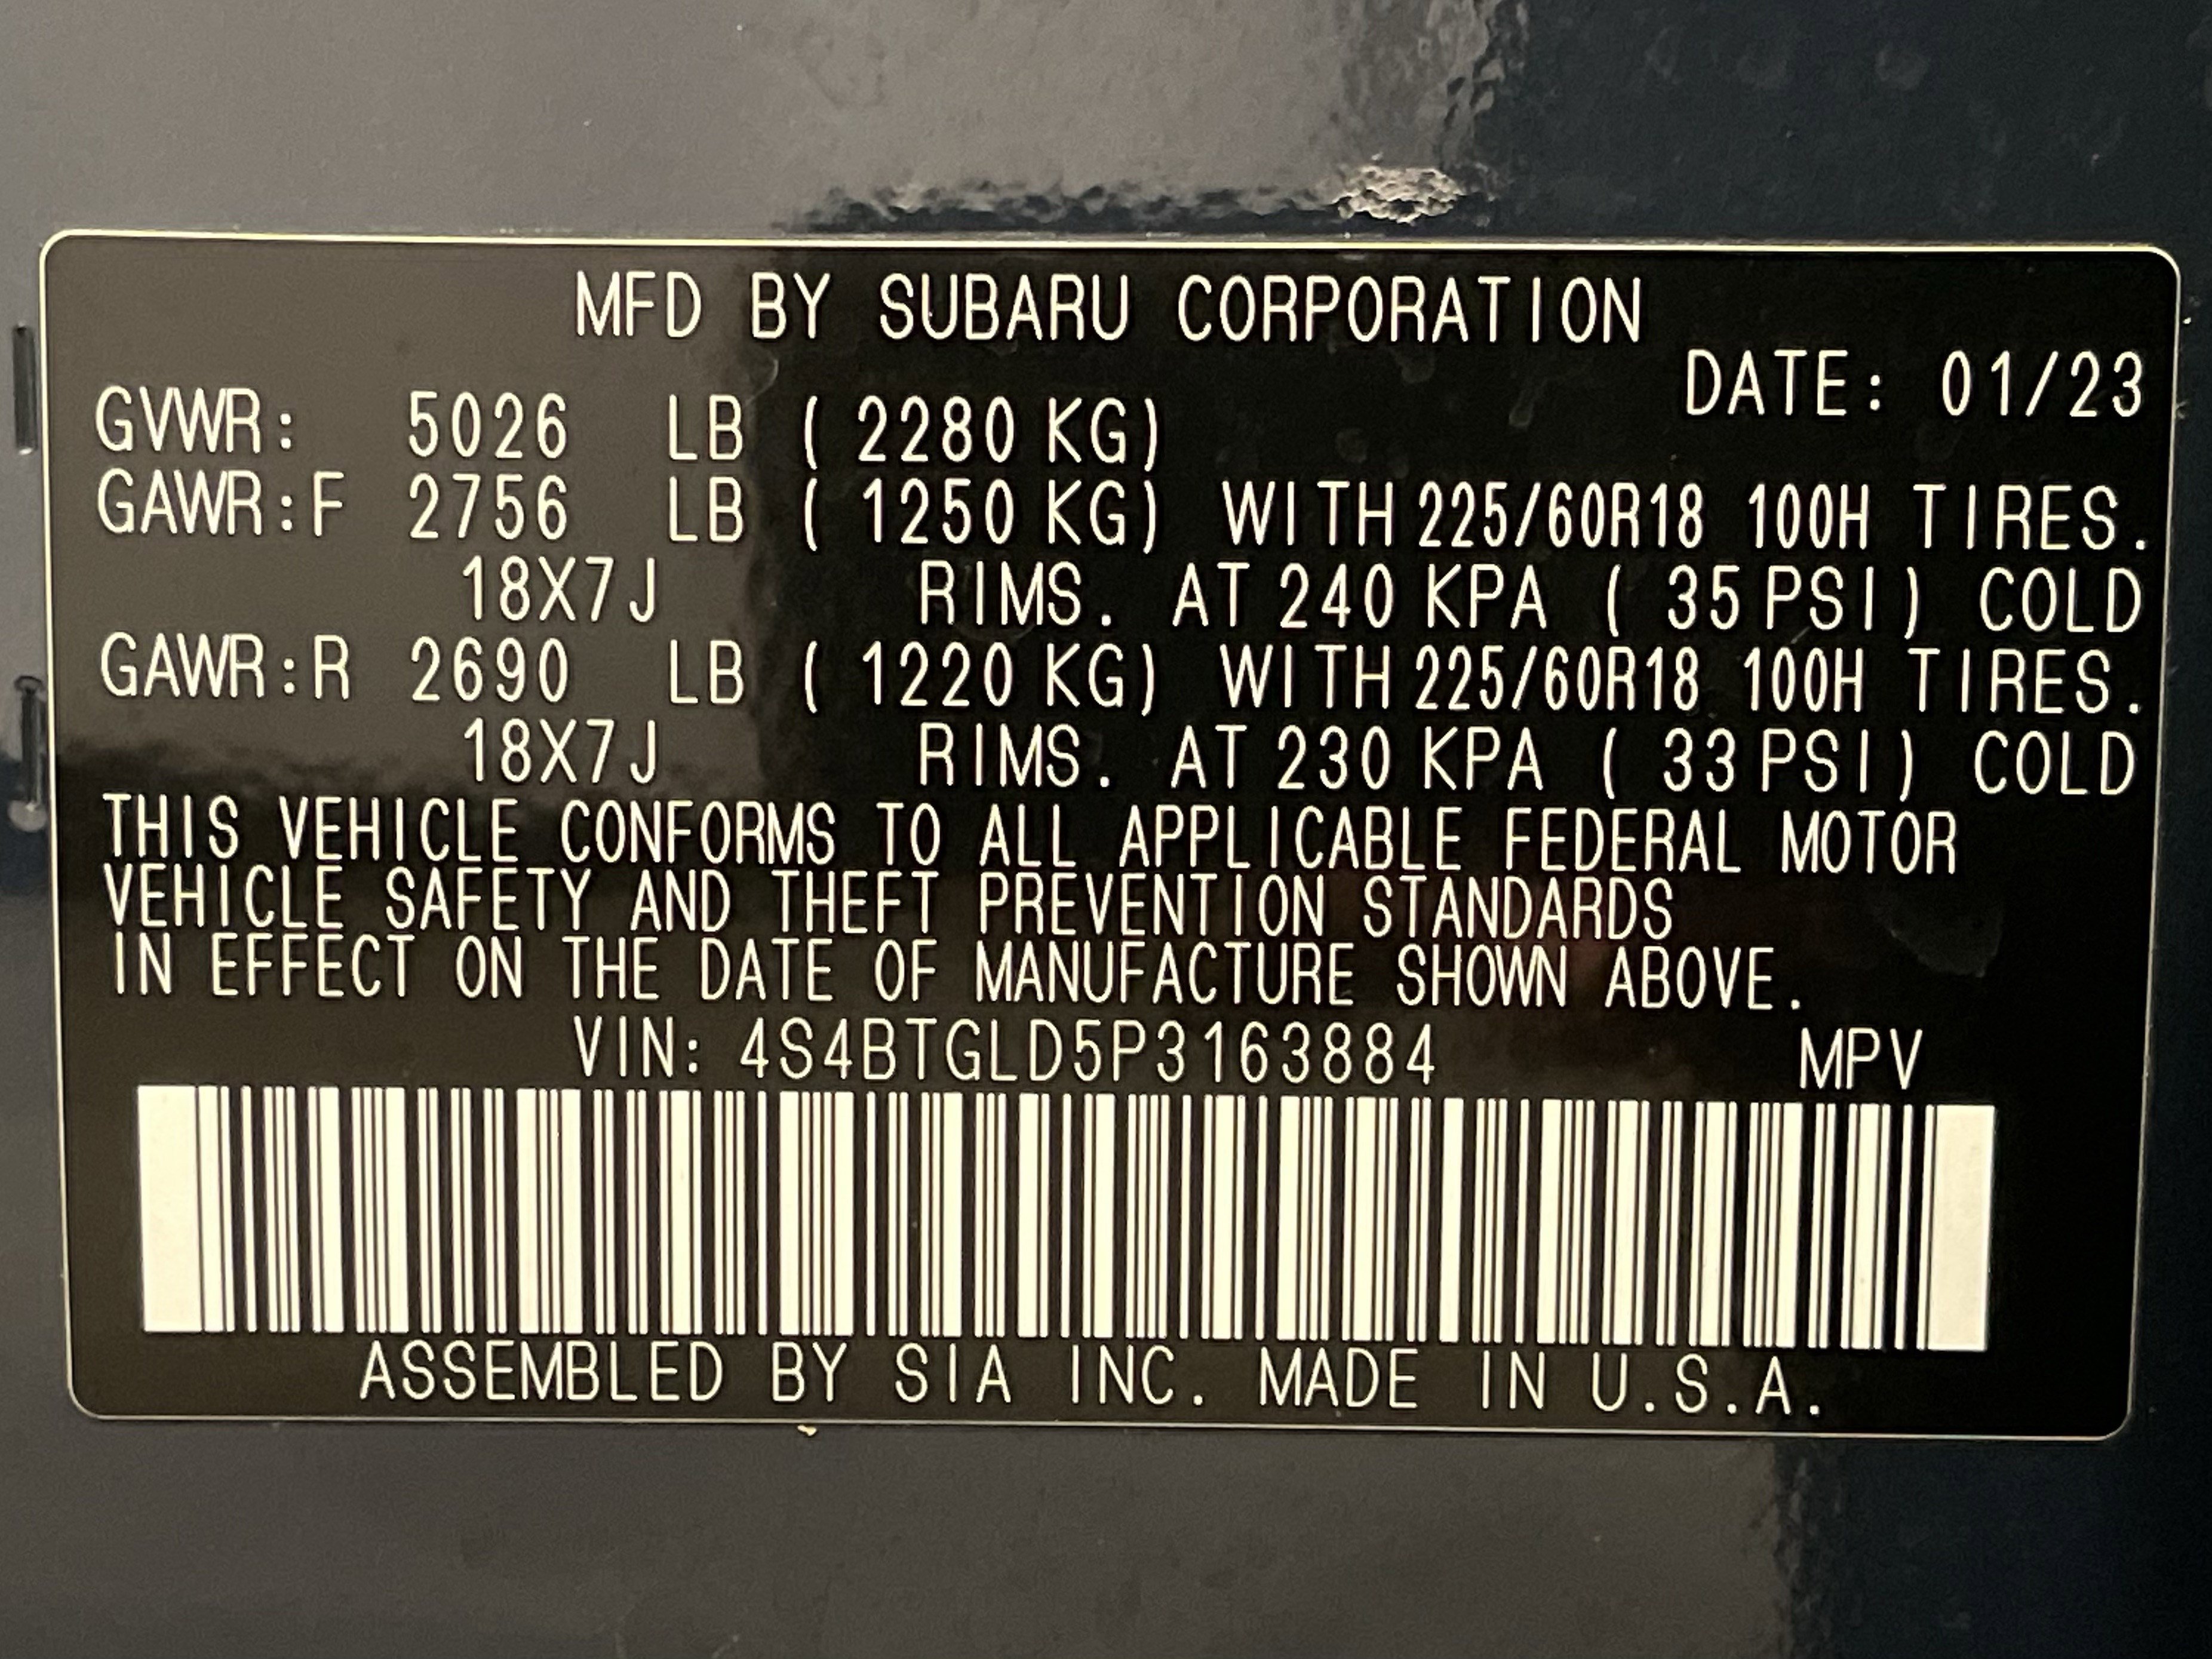 MFD BY SUBARU CORPORATION
DATE: 01/23
GVWR: 5026 LB ( 2280 KG)
GAWR:F 2756 LB ( 1250 KG) WITH 225/60R18 100H TIRES.
18X7J RIMS. AT 240 KPA ( 35 PSI) COLD
GAWR:R 2690 LB ( 1220 KG) WITH 225/60R18 100H TIRES.
18X7J RIMS. AT 230 KPA ( 33 PSI) COLD
THIS VEHICLE CONFORMS TO ALL APPLICABLE FEDERAL MOTOR
VEHICLE SAFETY AND THEFT PREVENTION STANDARDS
IN EFFECT ON THE DATE OF MANUFACTURE SHOWN ABOVE.
VIN: 4S4BTGLD5P3163884 MPV
ASSEMBLED BY SIA INC. MADE IN U.S.A.